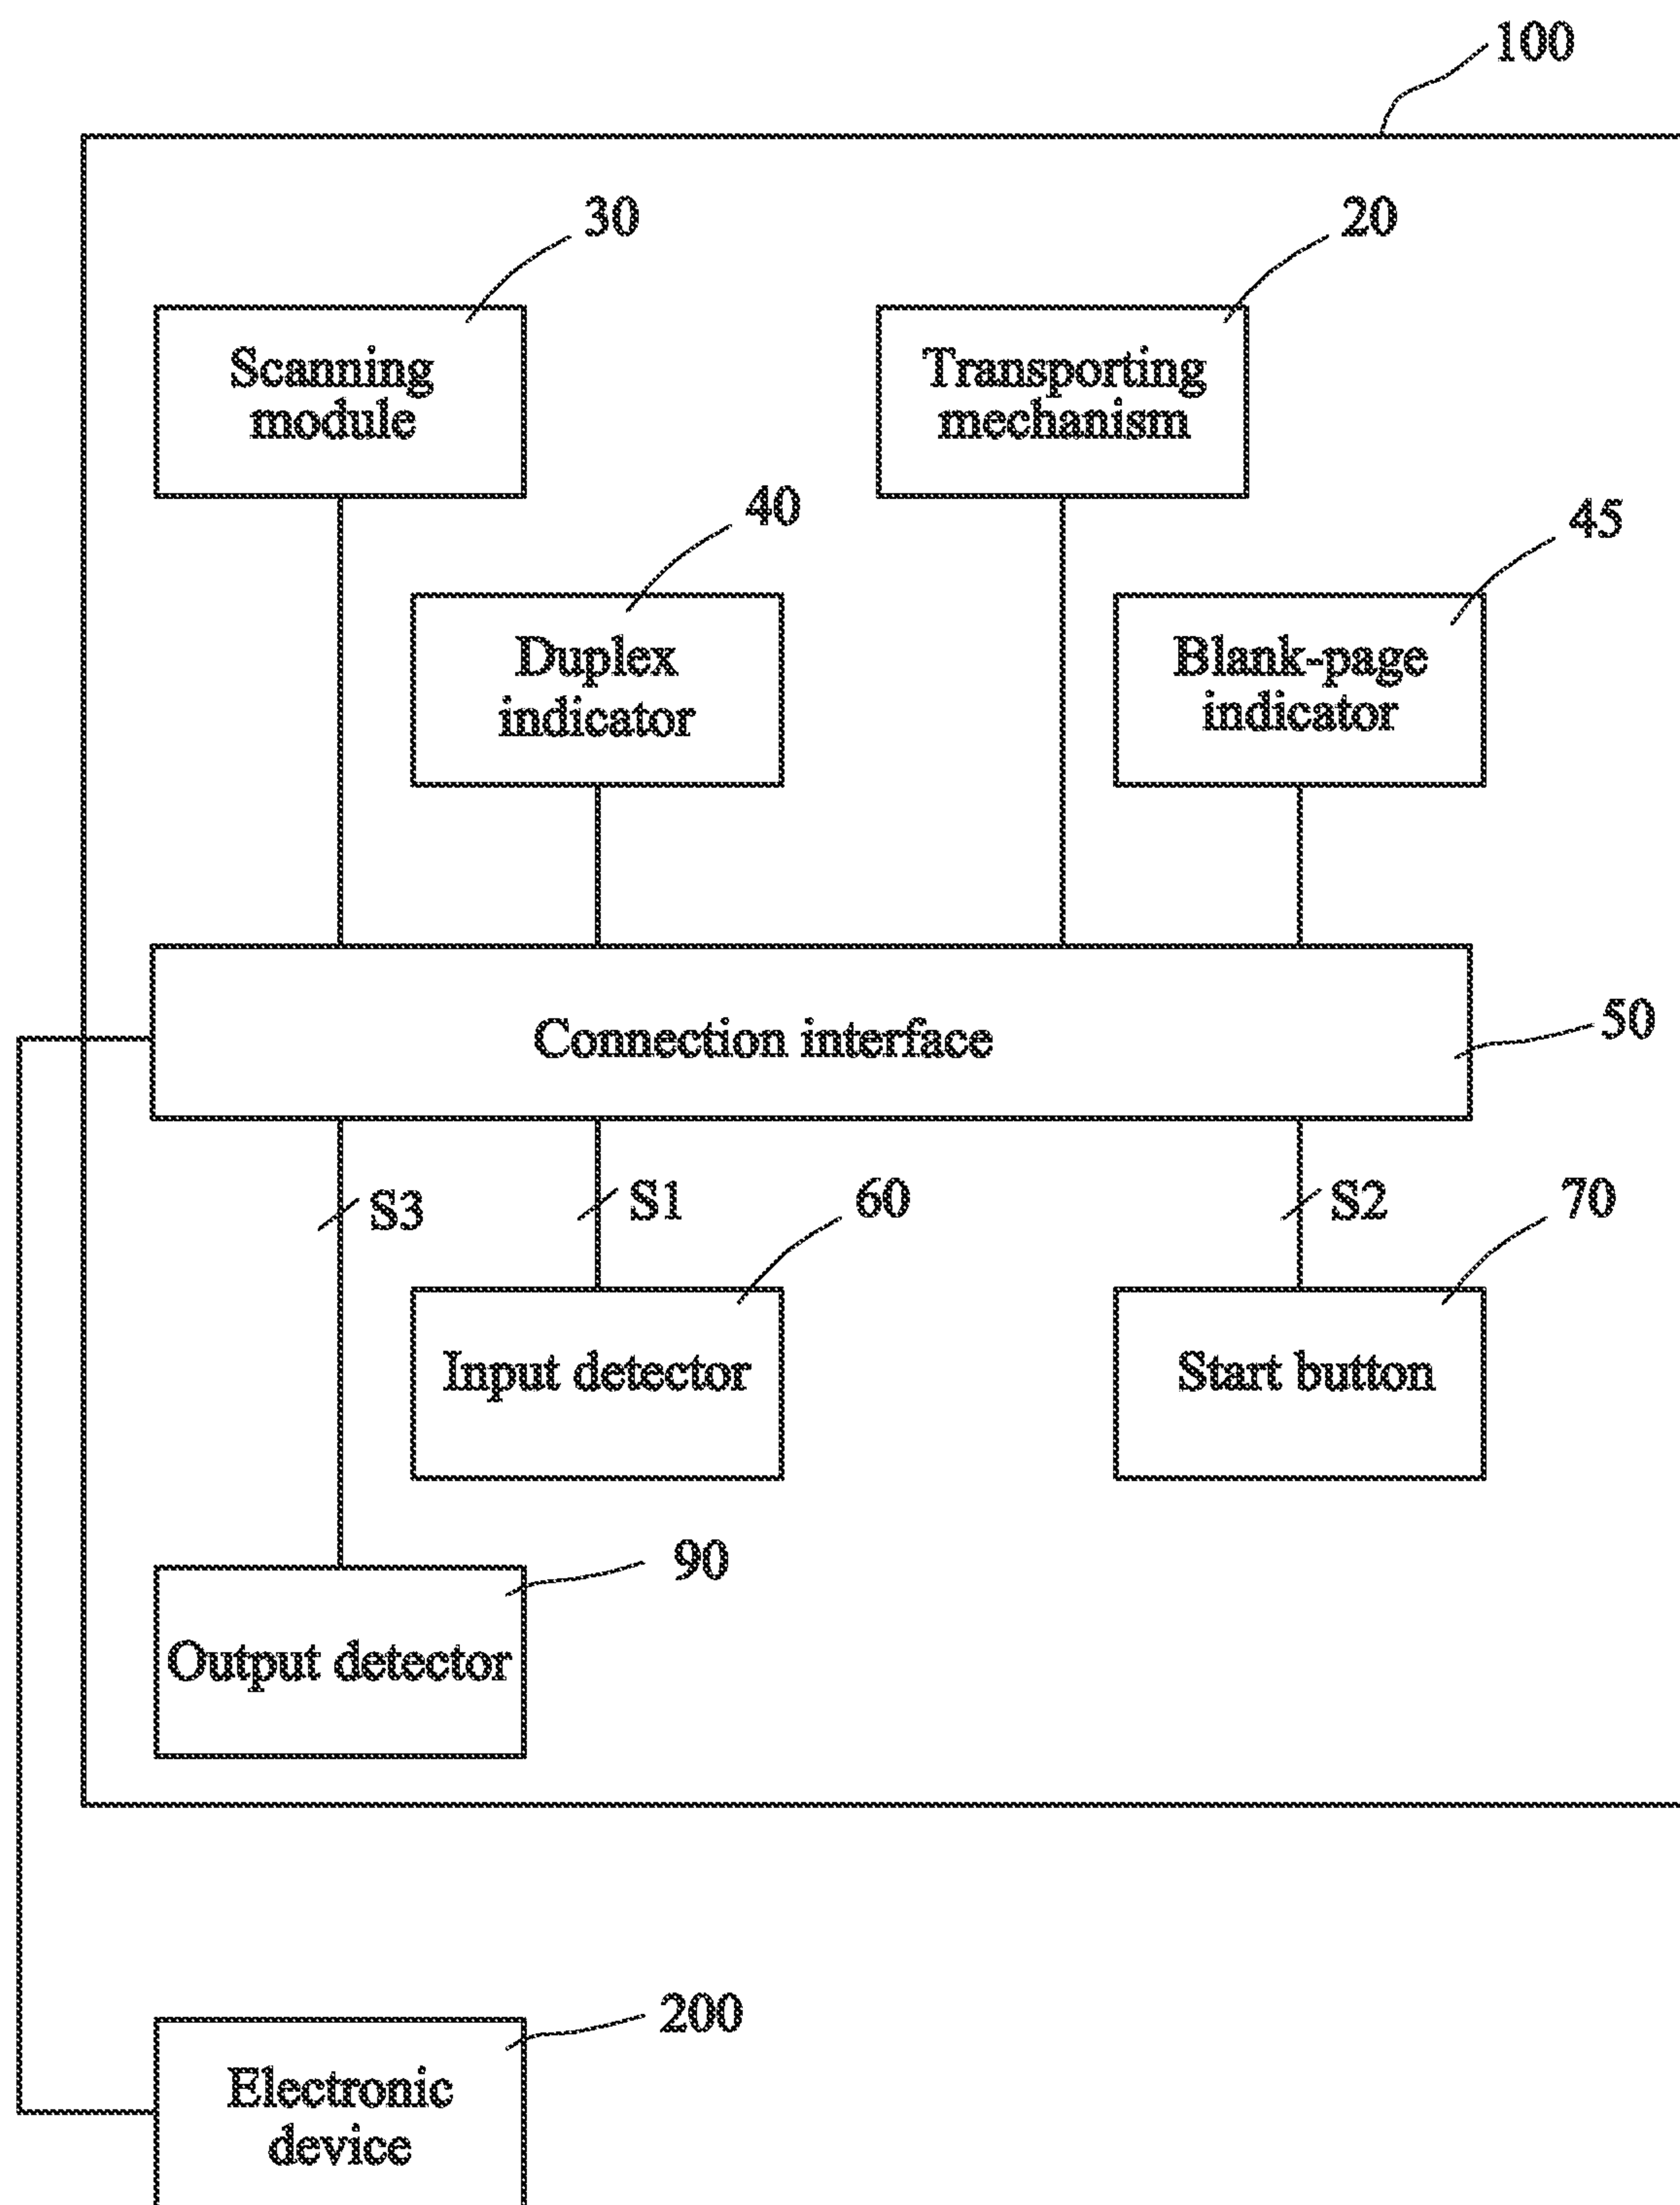 100
30
20
Scanning
module
Transporting
mechanism
40
45
Duplex
indicator
Blank-page
indicator
Connection interface
50
S3
S1
60
S2
70
Input detector
Start button
90
Output detector
200
Electronic
device